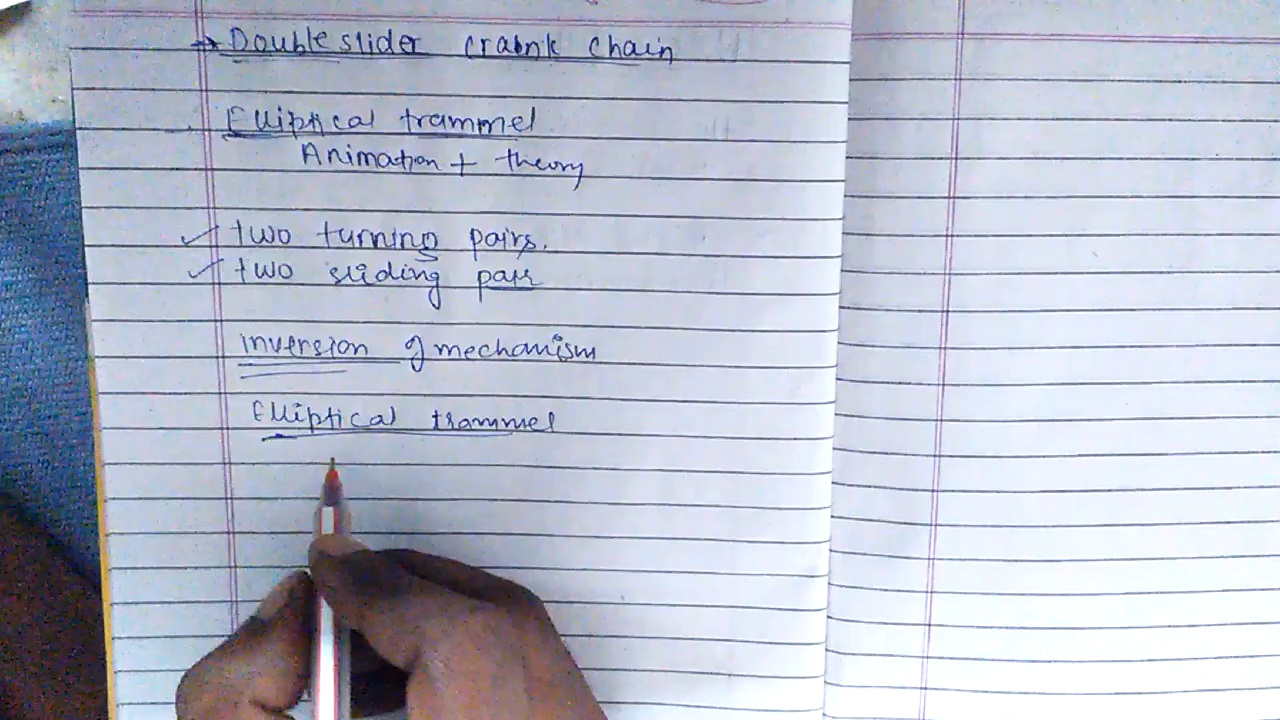 → Double slider crank chain
Elliptical trammel
Animation + theory
✓ two turning pairs.
✓ two sliding pair
inversion of mechanism
Elliptical trammel